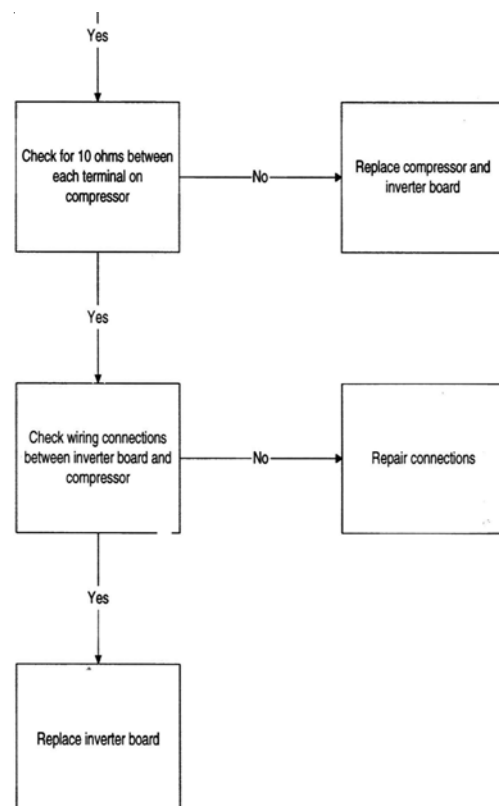 Yes
Check for 10 ohms between
each terminal on
compressor
No
Replace compressor and
inverter board
Yes
Check wiring connections
between inverter board and
compressor
No
Repair connections
Yes
Replace inverter board